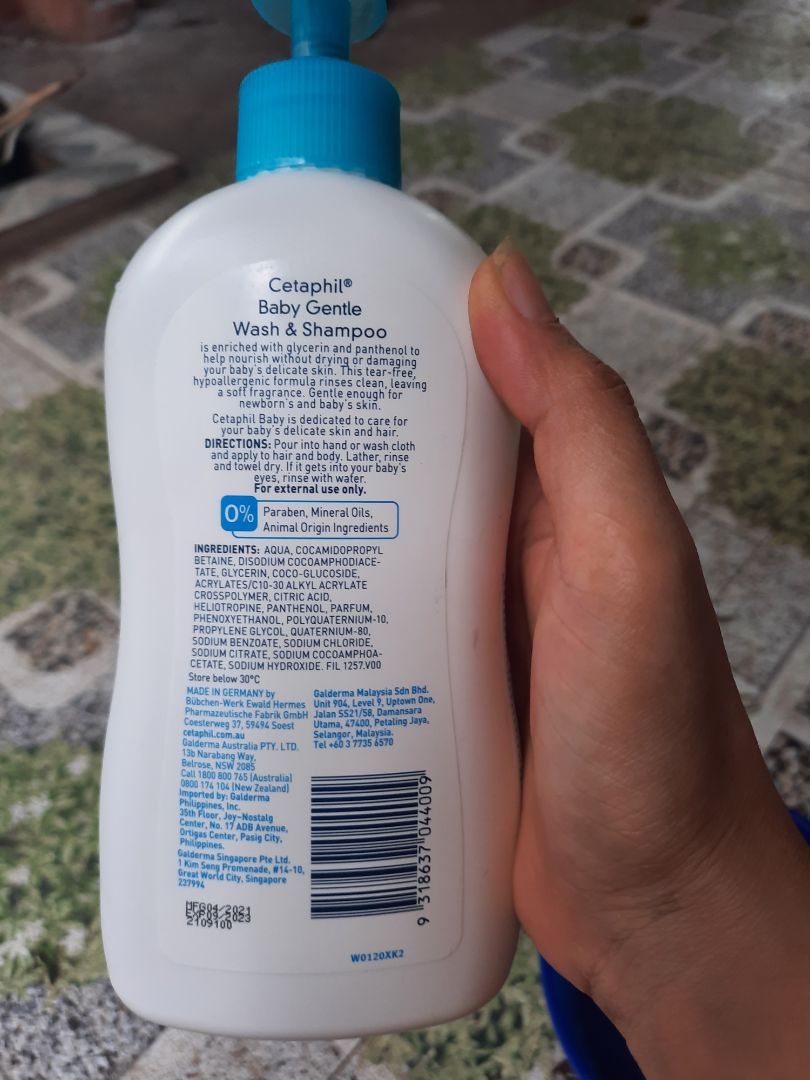 Cetaphil®
Baby Gentle
Wash & Shampoo
is enriched with glycerin and panthenol to
help nourish without drying or damaging
your baby's delicate skin. This tear-free,
hypoallergenic formula rinses clean, leaving
a soft fragrance. Gentle enough for
newborn's and baby's skin.
Cetaphil Baby is dedicated to care for
your baby's delicate skin and hair.
DIRECTIONS: Pour into hand or wash cloth
and apply to hair and body. Lather, rinse
and towel dry. If it gets into your baby's
eyes, rinse with water.
For external use only.
0% Paraben, Mineral Oils,
Animal Origin Ingredients
INGREDIENTS: AQUA, COCAMIDOPROPYL
BETAINE, DISODIUM COCOAMPHODIACE-
TATE, GLYCERIN, COCO-GLUCOSIDE,
ACRYLATES/C10-30 ALKYL ACRYLATE
CROSSPOLYMER, CITRIC ACID,
HELIOTROPINE, PANTHENOL, PARFUM,
PHENOXYETHANOL, POLYQUATERNIUM-10,
PROPYLENE GLYCOL, QUATERNIUM-80,
SODIUM BENZOATE, SODIUM CHLORIDE,
SODIUM CITRATE, SODIUM COCOAMPHOA-
CETATE, SODIUM HYDROXIDE. FIL 1257.V00
Store below 30°C
MADE IN GERMANY by
Bübchen-Werk Ewald Hermes
Pharmazeutische Fabrik GmbH
Coesterweg 37, 59494 Soest
cetaphil.com.au
Galderma Australia PTY. LTD.
13b Narabang Way,
Belrose, NSW 2085
Call 1800 800 765 (Australia)
0800 174 104 (New Zealand)
Imported by: Galderma
Philippines, Inc.
35th Floor, Joy-Nostalg
Center, No. 17 ADB Avenue,
Ortigas Center, Pasig City,
Philippines.
Galderma Singapore Pte Ltd.
1 Kim Seng Promenade, #14-10,
Great World City, Singapore
237994
Galderma Malaysia Sdn Bhd.
Unit 904, Level 9, Uptown One,
Jalan SS21/58, Damansara
Utama, 47400, Petaling Jaya,
Selangor, Malaysia.
Tel +60 3 7735 6570
9 318637 044009
MFG04/2021
EXP03/2023
2109100
W0120XK2